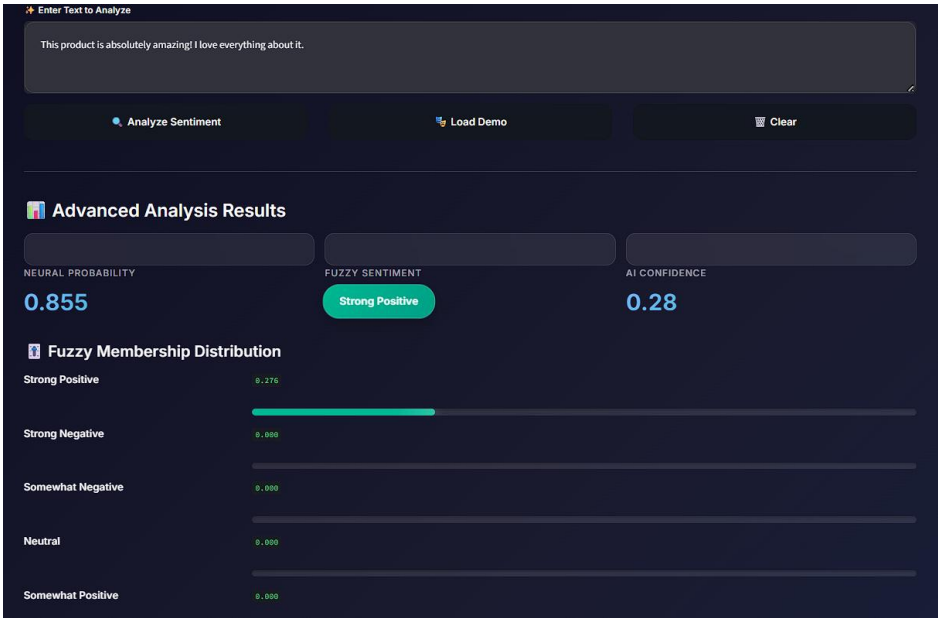 ✨ Enter Text to Analyze
This product is absolutely amazing! I love everything about it.
🔍 Analyze Sentiment
🎭 Load Demo
🗑 Clear
📊 Advanced Analysis Results
NEURAL PROBABILITY
FUZZY SENTIMENT
AI CONFIDENCE
0.855
Strong Positive
0.28
Fuzzy Membership Distribution
Strong Positive
0.276
Strong Negative
0.000
Somewhat Negative
0.000
Neutral
0.000
Somewhat Positive
0.000